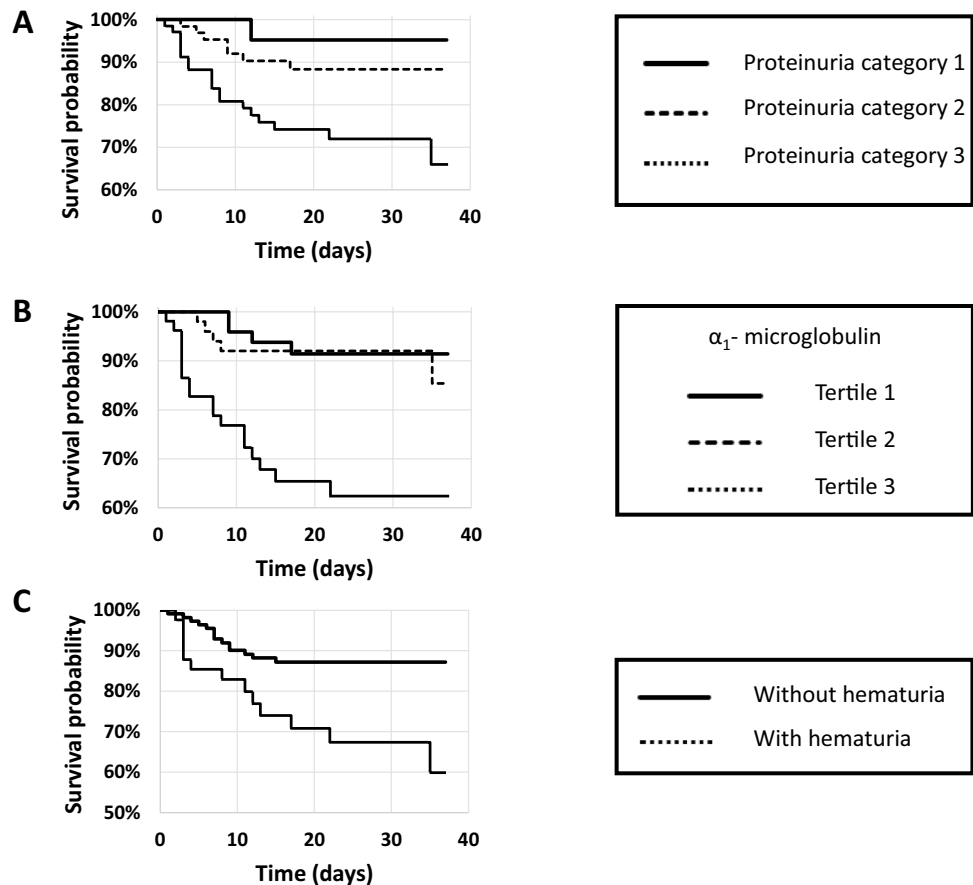 A
Survival probability
100%
90%
80%
70%
60%
0 10 20 30 40
Time (days)
Proteinuria category 1
Proteinuria category 2
Proteinuria category 3
B
Survival probability
100%
90%
80%
70%
60%
0 10 20 30 40
Time (days)
α₁- microglobulin
Tertile 1
Tertile 2
Tertile 3
C
Survival probability
100%
90%
80%
70%
60%
50%
0 10 20 30 40
Time (days)
Without hematuria
With hematuria